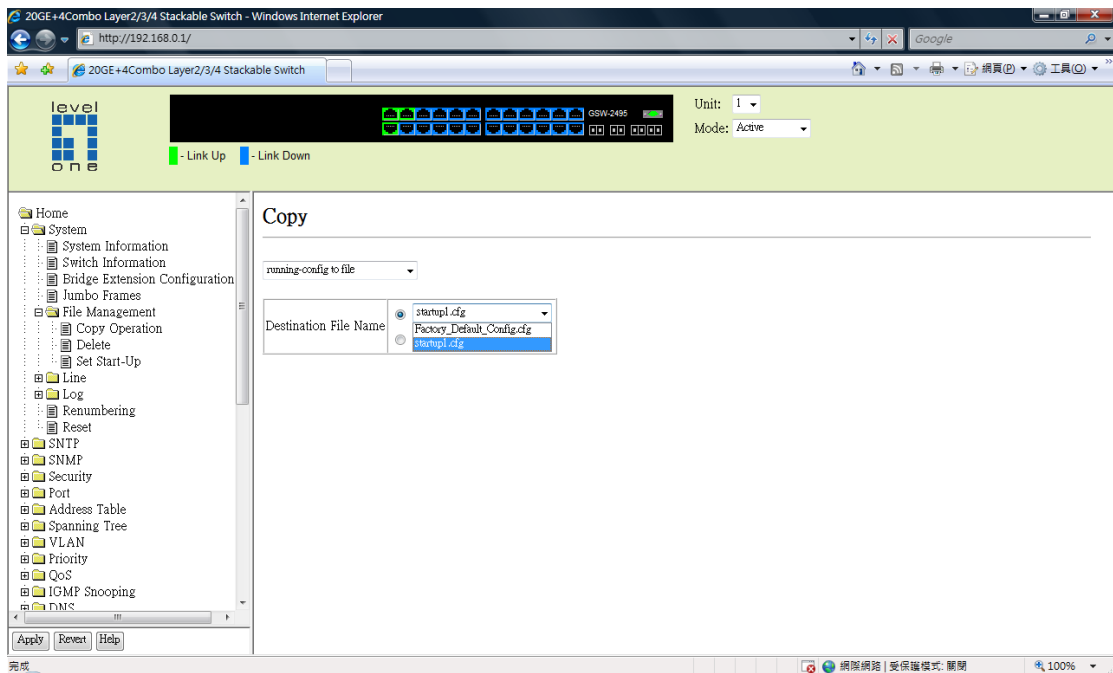 20GE+4Combo Layer2/3/4 Stackable Switch - Windows Internet Explorer
http://192.168.0.1/
Google
20GE+4Combo Layer2/3/4 Stackable Switch
網頁(P)
工具(O)
level
one
GSW-2495
- Link Up
- Link Down
Unit: 1
Mode: Active
Home
System
System Information
Switch Information
Bridge Extension Configuration
Jumbo Frames
File Management
Copy Operation
Delete
Set Start-Up
Line
Log
Renumbering
Reset
SNTP
SNMP
Security
Port
Address Table
Spanning Tree
VLAN
Priority
QoS
IGMP Snooping
DNS
Apply
Revert
Help
Copy
running-config to file
Destination File Name
startup1.cfg
Factory_Default_Config.cfg
startup1.cfg
完成
網際網路 | 受保護模式: 關閉
100%